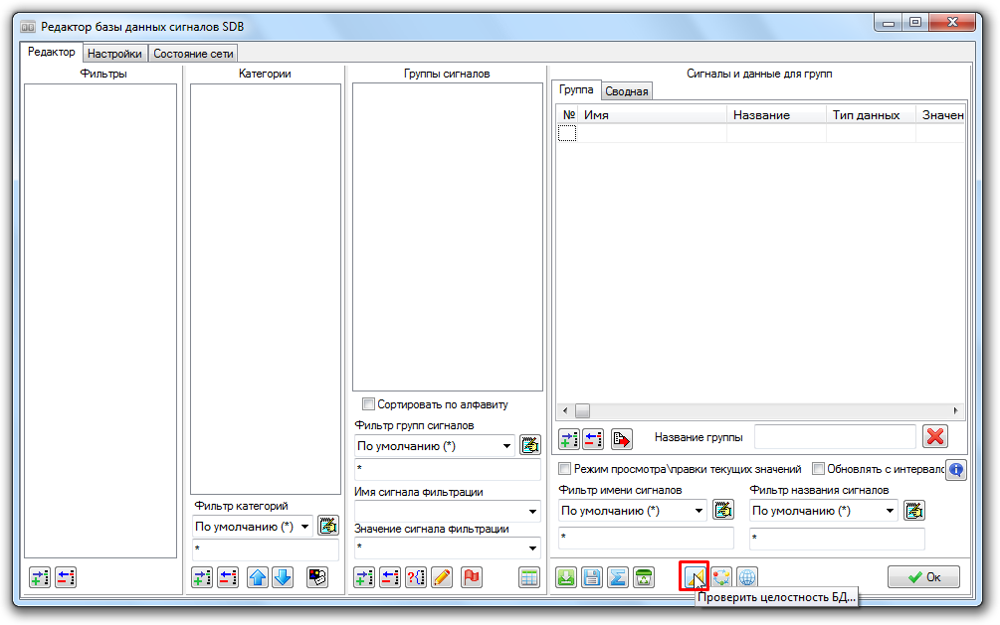 Редактор базы данных сигналов SDB
Редактор Настройки Состояние сети
Фильтры
Категории
Группы сигналов
Сигналы и данные для групп
Группа Сводная
№ Имя Название Тип данных Значен
Сортировать по алфавиту
Фильтр групп сигналов
По умолчанию (*)
*
Имя сигнала фильтрации
Значение сигнала фильтрации
*
Фильтр категорий
По умолчанию (*)
*
Название группы
Режим просмотра\правки текущих значений
Обновлять с интервалс
Фильтр имени сигналов
По умолчанию (*)
*
Фильтр названия сигналов
По умолчанию (*)
*
Ок
Проверить целостность БД...